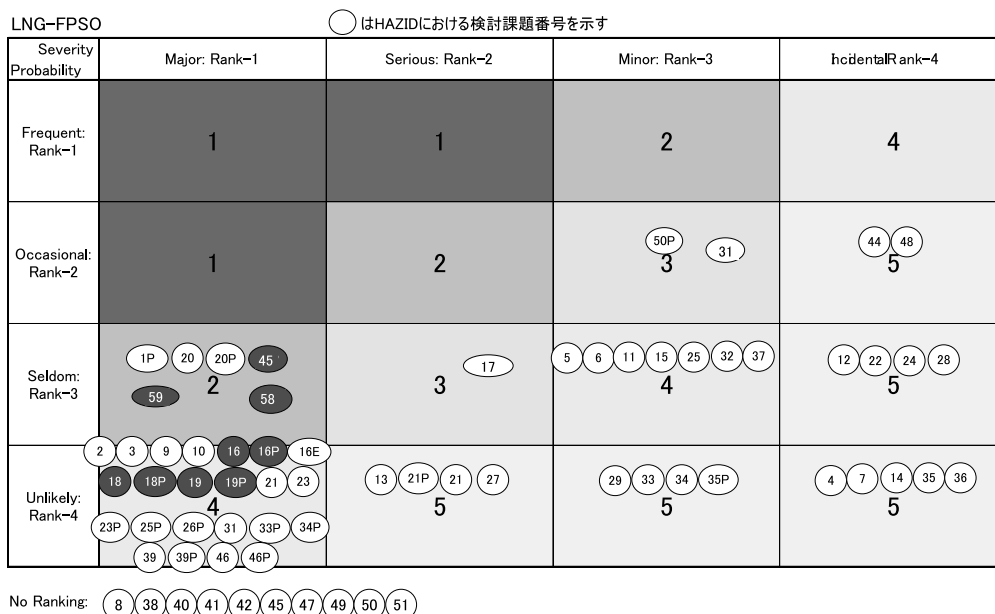 LNG-FPSO
○はHAZIDにおける検討課題番号を示す
Severity
Probability
Major: Rank-1
Serious: Rank-2
Minor: Rank-3
IncidentalRank-4
Frequent:
Rank-1
1
1
2
4
Occasional:
Rank-2
1
2
50P 31
3
44 48
5
Seldom:
Rank-3
1P 20 20P 45
59 2 58
17
3
5 6 11 15 25 32 37
4
12 22 24 28
5
Unlikely:
Rank-4
2 3 9 10 16 16P 16E
18 18P 19 19P 21 23
4
23P 25P 26P 31 33P 34P
39 39P 46 46P
13 21P 21 27
5
29 33 34 35P
5
4 7 14 35 36
5
No Ranking: 8 38 40 41 42 45 47 49 50 51